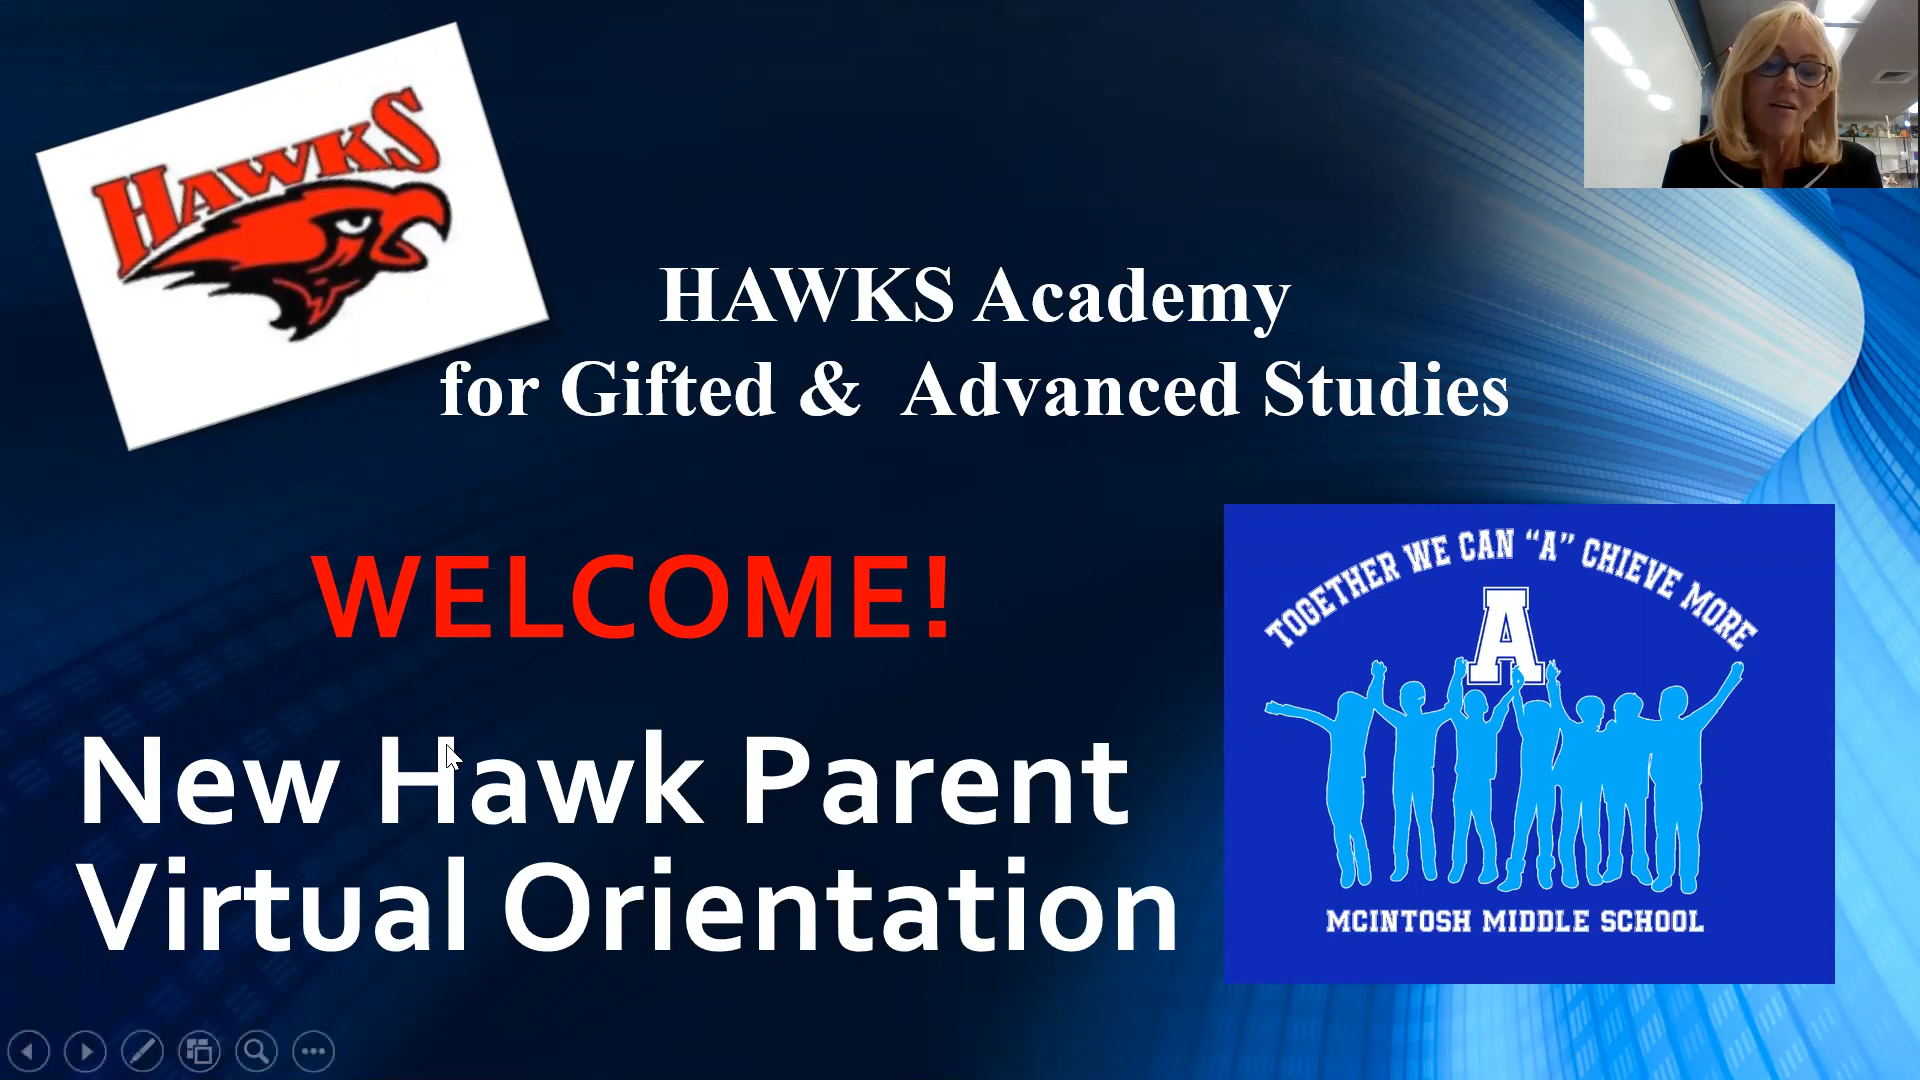 HAWKS
HAWKS Academy
for Gifted & Advanced Studies
WELCOME!
New Hawk Parent
Virtual Orientation
TOGETHER WE CAN “A” CHIEVE MORE
A
MCINTOSH MIDDLE SCHOOL